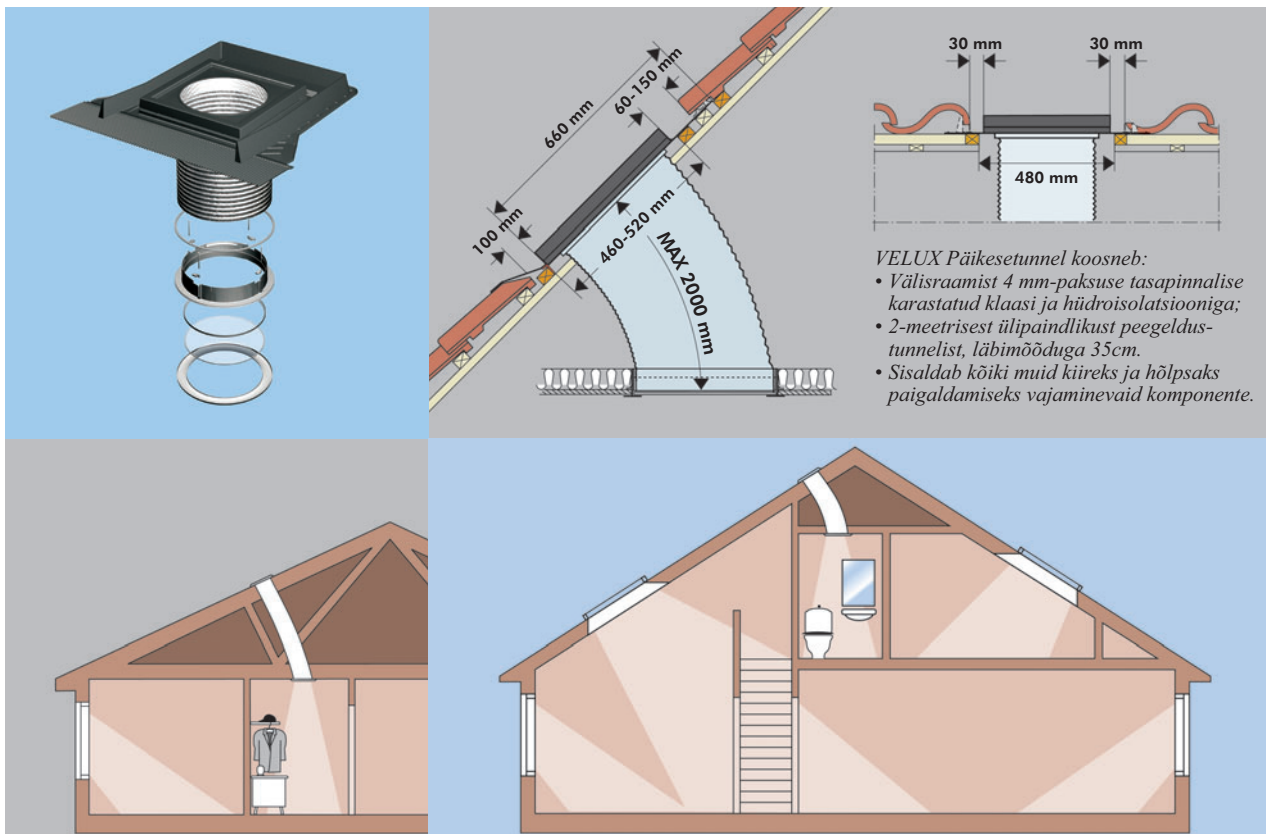 660 mm
60-150 mm
100 mm
460-520 mm
MAX 2000 mm
30 mm
30 mm
480 mm
VELUX Päikesetunnel koosneb:
• Välisraamist 4 mm-paksuse tasapinnalise
karastatud klaasi ja hüdroisolatsiooniga;
• 2-meetrisest ülipaindlikust peegeldus-
tunnelist, läbimõõduga 35cm.
• Sisaldab kõiki muid kiireks ja hõlpsaks
paigaldamiseks vajaminevaid komponente.